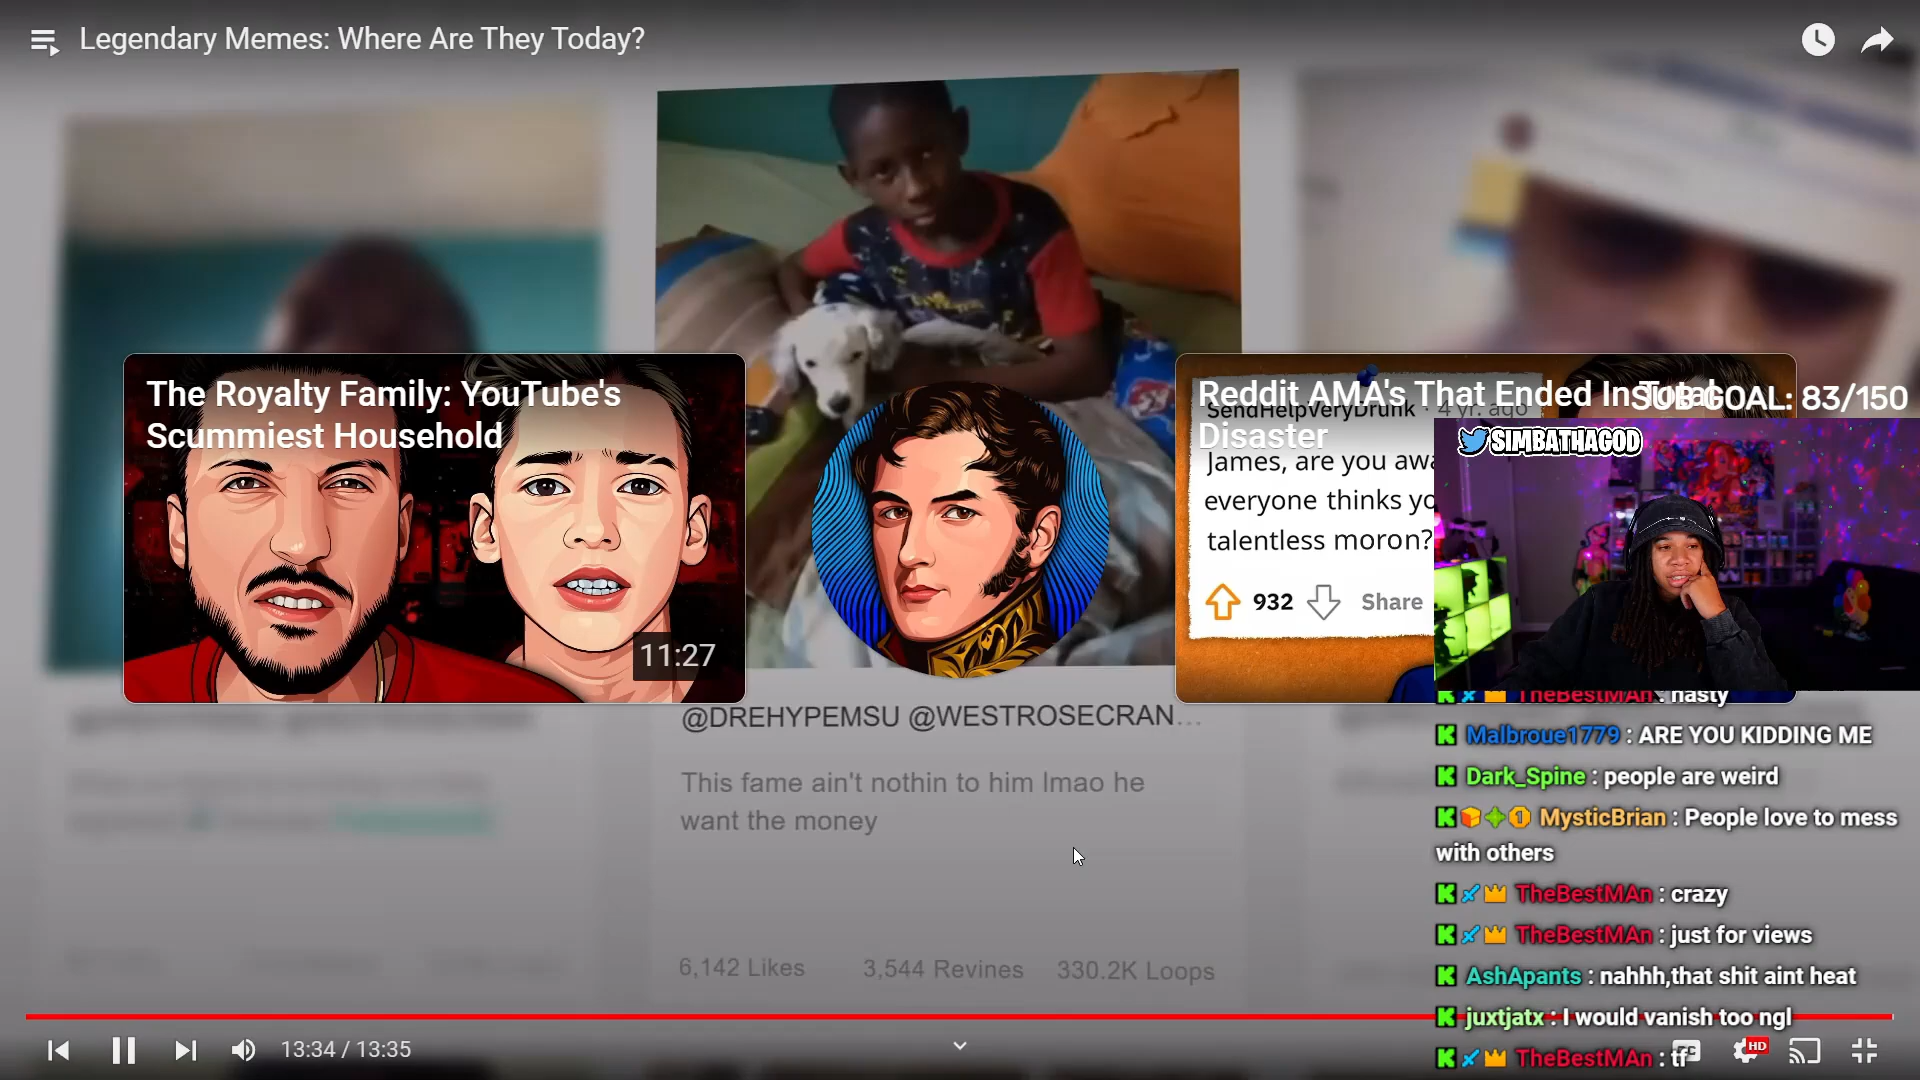 Legendary Memes: Where Are They Today?
The Royalty Family: YouTube's
Scummiest Household
11:27
Reddit AMA's That Ended In Total
Disaster
SendHelpVeryDrunk · 4 yr. ago
James, are you
everyone thinks
talentless moron?
932
Share
SUB GOAL: 83/150
SIMBATHAGOD
@DREHYPEMSU @WESTROSECRAN...
This fame ain't nothin to him lmao he
want the money
6,142 Likes 3,544 Revines 330.2K Loops
TheBestMAn : nasty
Malbroue1779 : ARE YOU KIDDING ME
Dark_Spine : people are weird
MysticBrian : People love to mess
with others
TheBestMAn : crazy
TheBestMAn : just for views
AshApants : nahhh,that shit aint heat
juxtjatx : I would vanish too ngl
TheBestMAn : tf
13:34 / 13:35
HD